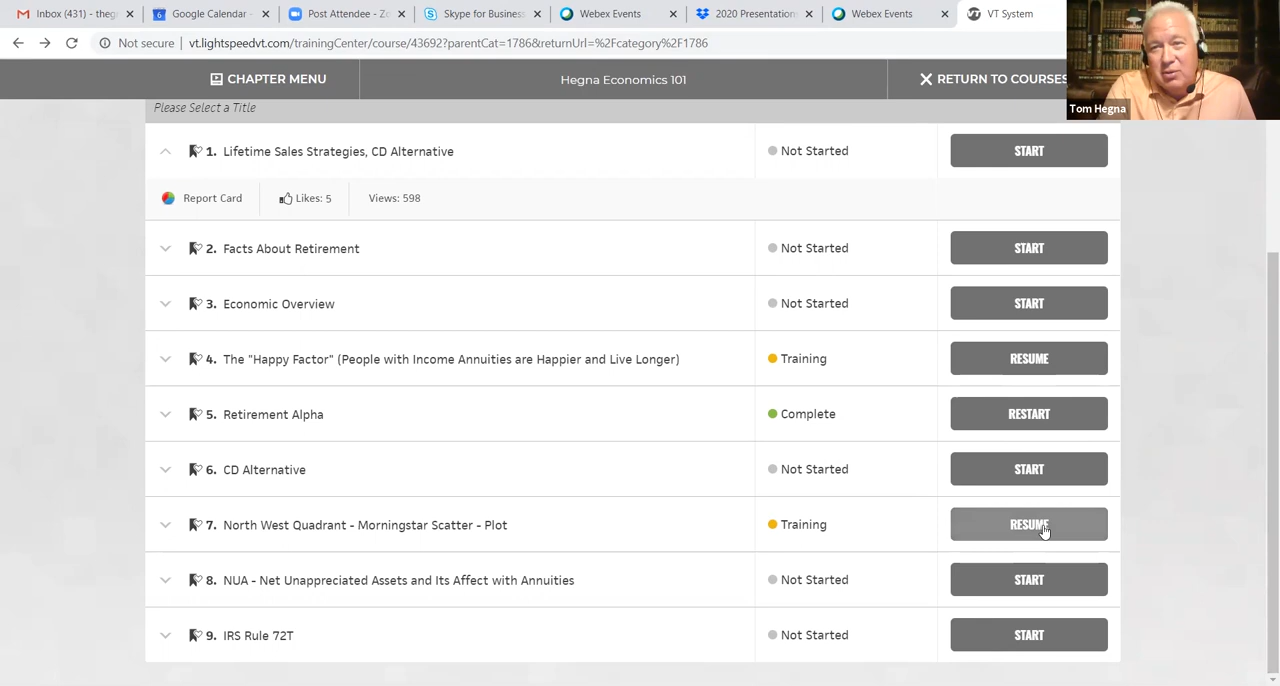 Inbox (431) - theg
Google Calendar -
Post Attendee - Zo
Skype for Business
Webex Events
2020 Presentation
Webex Events
VT System
Not secure | vt.lightspeedvt.com/trainingCenter/course/43692?parentCat=1786&returnUrl=%2Fcategory%2F1786
CHAPTER MENU
Hegna Economics 101
RETURN TO COURSES
Tom Hegna
Please Select a Title
1. Lifetime Sales Strategies, CD Alternative Not Started START
Report Card Likes: 5 Views: 598
2. Facts About Retirement Not Started START
3. Economic Overview Not Started START
4. The "Happy Factor" (People with Income Annuities are Happier and Live Longer) Training RESUME
5. Retirement Alpha Complete RESTART
6. CD Alternative Not Started START
7. North West Quadrant - Morningstar Scatter - Plot Training RESUME
8. NUA - Net Unappreciated Assets and Its Affect with Annuities Not Started START
9. IRS Rule 72T Not Started START